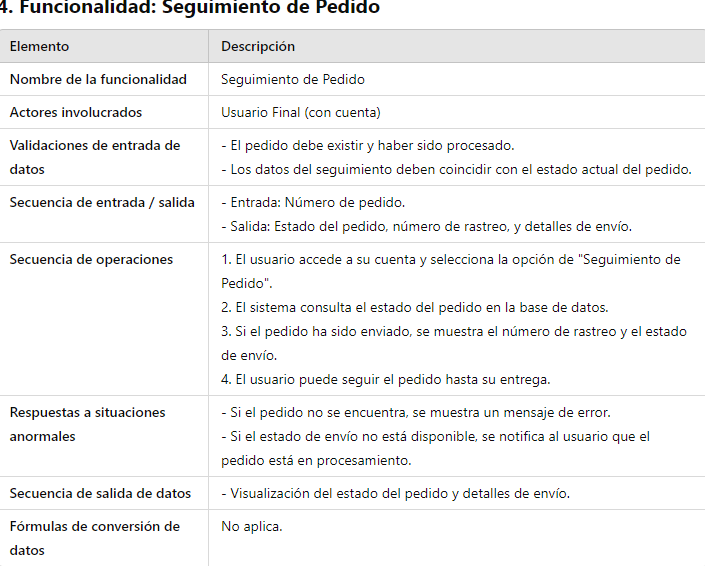 4. Funcionalidad: Seguimiento de Pedido
Elemento
Descripción
Nombre de la funcionalidad
Seguimiento de Pedido
Actores involucrados
Usuario Final (con cuenta)
Validaciones de entrada de
datos
- El pedido debe existir y haber sido procesado.
- Los datos del seguimiento deben coincidir con el estado actual del pedido.
Secuencia de entrada / salida
- Entrada: Número de pedido.
- Salida: Estado del pedido, número de rastreo, y detalles de envío.
Secuencia de operaciones
1. El usuario accede a su cuenta y selecciona la opción de "Seguimiento de
Pedido".
2. El sistema consulta el estado del pedido en la base de datos.
3. Si el pedido ha sido enviado, se muestra el número de rastreo y el estado
de envío.
4. El usuario puede seguir el pedido hasta su entrega.
Respuestas a situaciones
anormales
- Si el pedido no se encuentra, se muestra un mensaje de error.
- Si el estado de envío no está disponible, se notifica al usuario que el
pedido está en procesamiento.
Secuencia de salida de datos
- Visualización del estado del pedido y detalles de envío.
Fórmulas de conversión de
datos
No aplica.